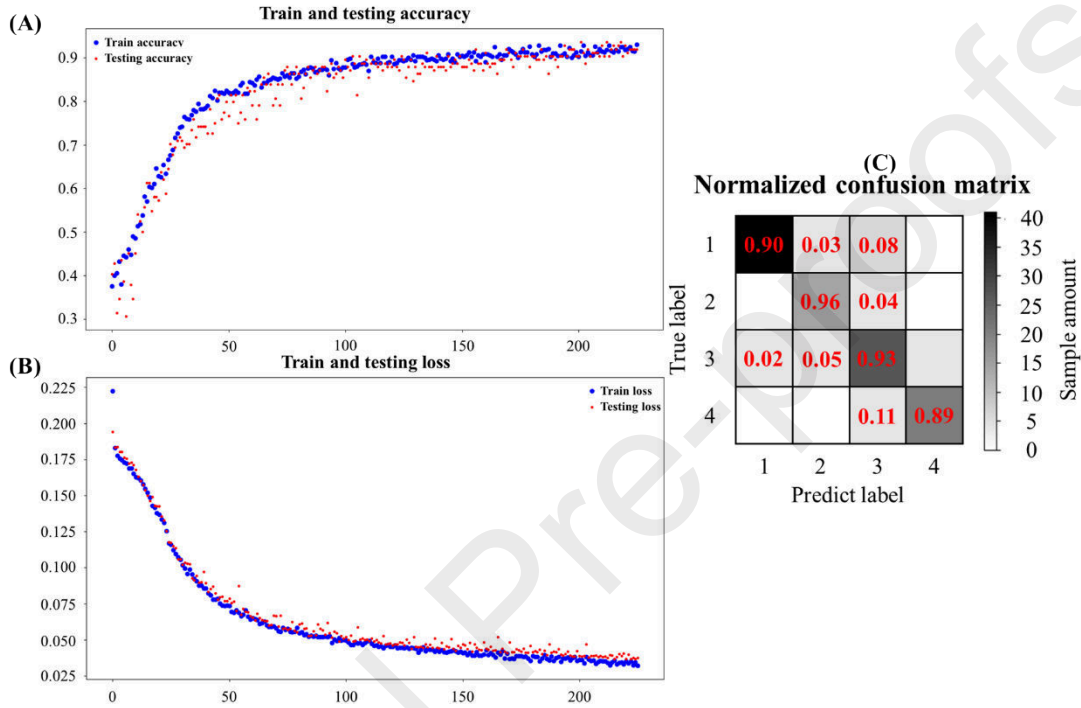 (A)
Train and testing accuracy
Train accuracy
Testing accuracy
0.9
0.8
0.7
0.6
0.5
0.4
0.3
0 50 100 150 200
(B)
Train and testing loss
Train loss
Testing loss
0.225
0.200
0.175
0.150
0.125
0.100
0.075
0.050
0.025
0 50 100 150 200
(C)
Normalized confusion matrix
True label
1 0.90 0.03 0.08
2 0.96 0.04
3 0.02 0.05 0.93
4 0.11 0.89
1 2 3 4
Predict label
40
35
30
25
20
15
10
5
0
Sample amount
l Pre-proofs